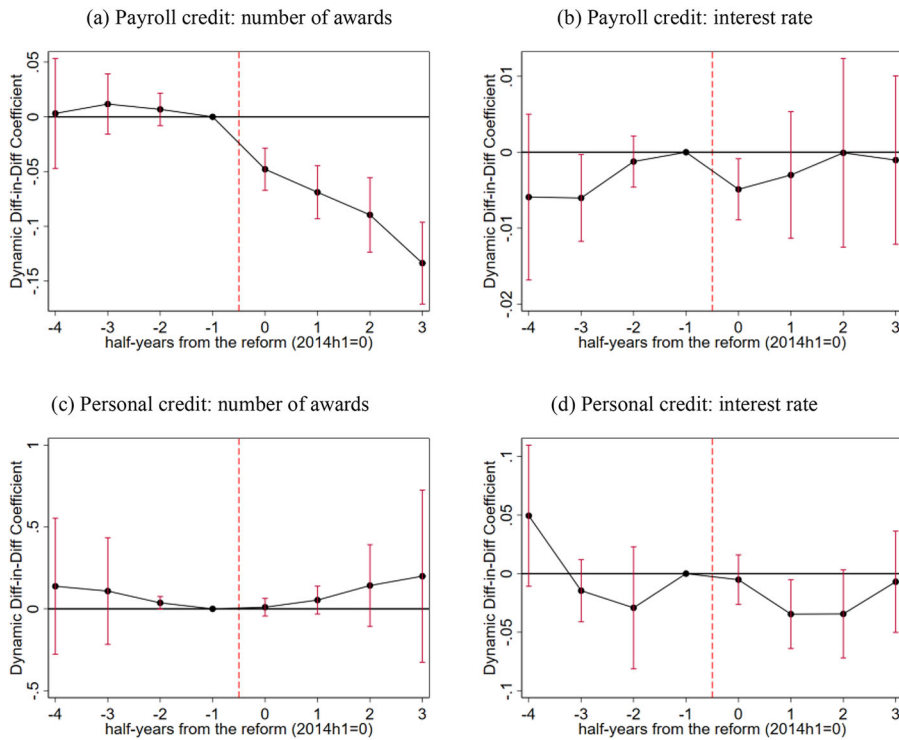 (a) Payroll credit: number of awards
Dynamic Diff-in-Diff Coefficient
.05
0
-.05
-.1
-.15
-4 -3 -2 -1 0 1 2 3
half-years from the reform (2014h1=0)
(b) Payroll credit: interest rate
Dynamic Diff-in-Diff Coefficient
.01
0
-.01
-.02
-4 -3 -2 -1 0 1 2 3
half-years from the reform (2014h1=0)
(c) Personal credit: number of awards
Dynamic Diff-in-Diff Coefficient
1
.5
0
-.5
-4 -3 -2 -1 0 1 2 3
half-years from the reform (2014h1=0)
(d) Personal credit: interest rate
Dynamic Diff-in-Diff Coefficient
.1
.05
0
-.05
-.1
-4 -3 -2 -1 0 1 2 3
half-years from the reform (2014h1=0)